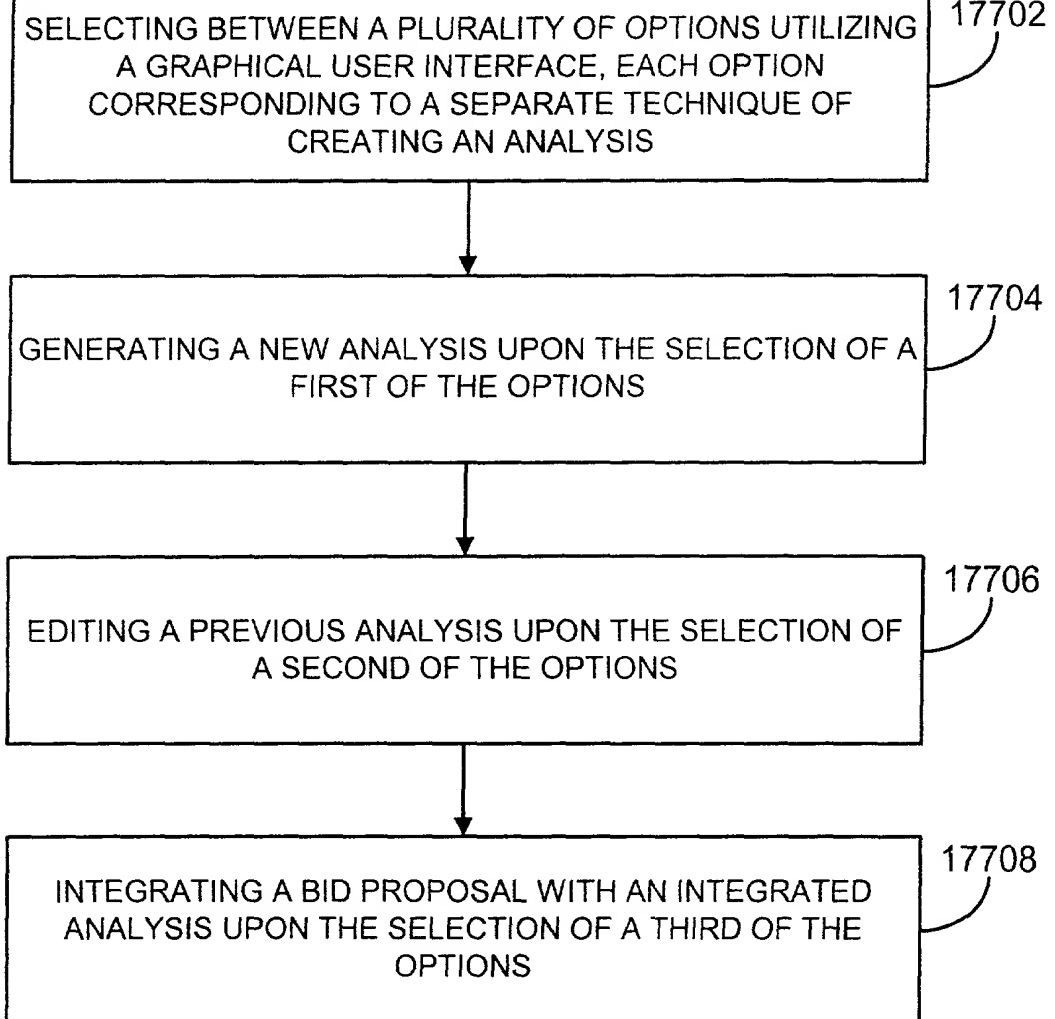 17702
SELECTING BETWEEN A PLURALITY OF OPTIONS UTILIZING
A GRAPHICAL USER INTERFACE, EACH OPTION
CORRESPONDING TO A SEPARATE TECHNIQUE OF
CREATING AN ANALYSIS
17704
GENERATING A NEW ANALYSIS UPON THE SELECTION OF A
FIRST OF THE OPTIONS
17706
EDITING A PREVIOUS ANALYSIS UPON THE SELECTION OF
A SECOND OF THE OPTIONS
17708
INTEGRATING A BID PROPOSAL WITH AN INTEGRATED
ANALYSIS UPON THE SELECTION OF A THIRD OF THE
OPTIONS